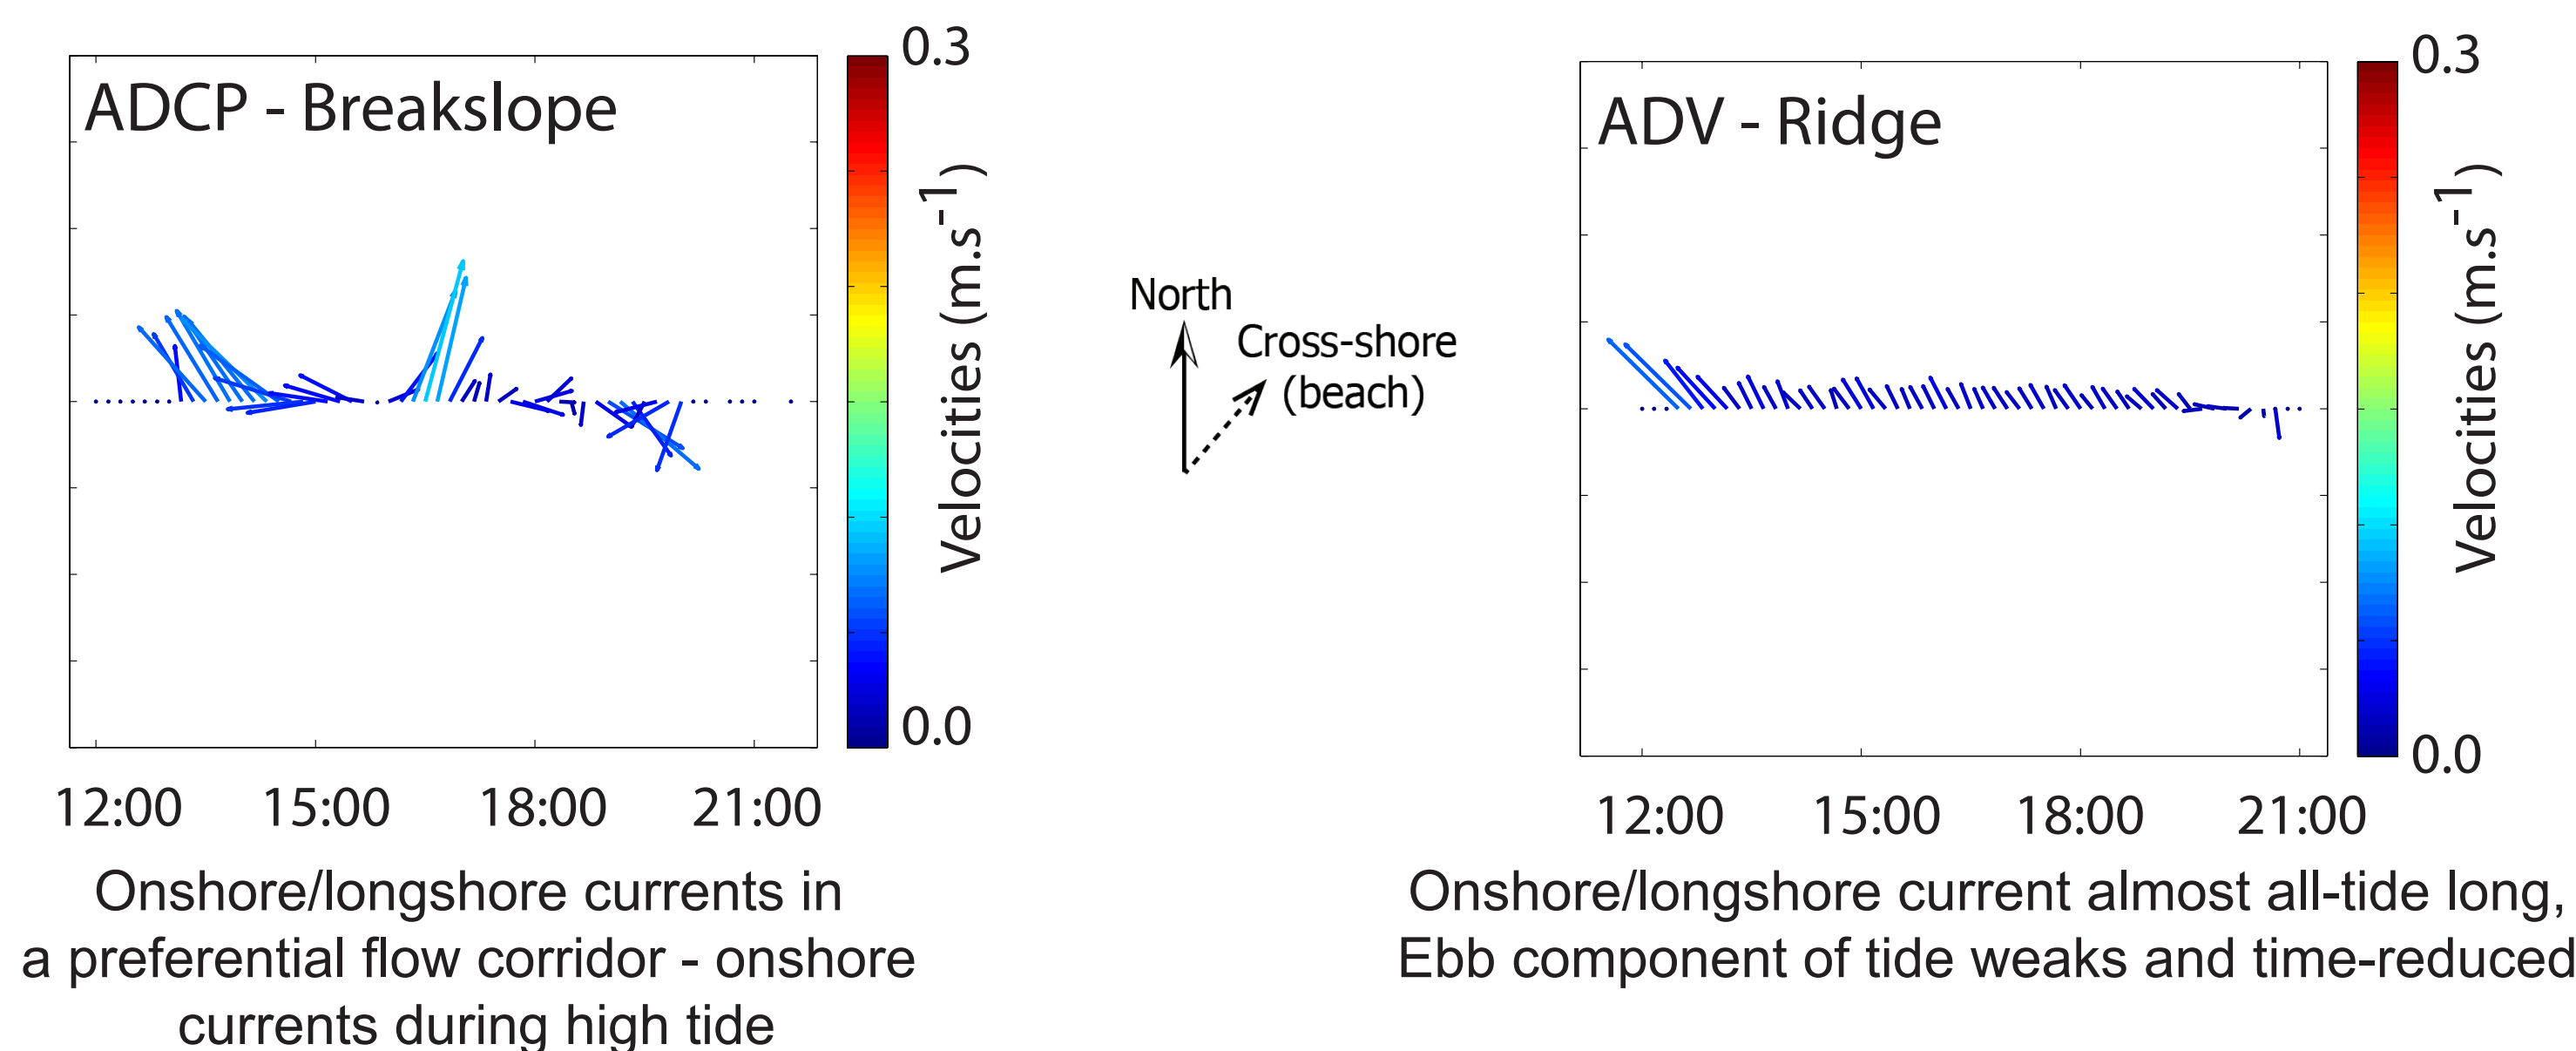 ADCP - Breakslope
0.3
Velocities (m.s-1)
0.0
12:00 15:00 18:00 21:00
Onshore/longshore currents in
a preferential flow corridor - onshore
currents during high tide
North
Cross-shore
(beach)
ADV - Ridge
0.3
Velocities (m.s-1)
0.0
12:00 15:00 18:00 21:00
Onshore/longshore current almost all-tide long,
Ebb component of tide weaks and time-reduced